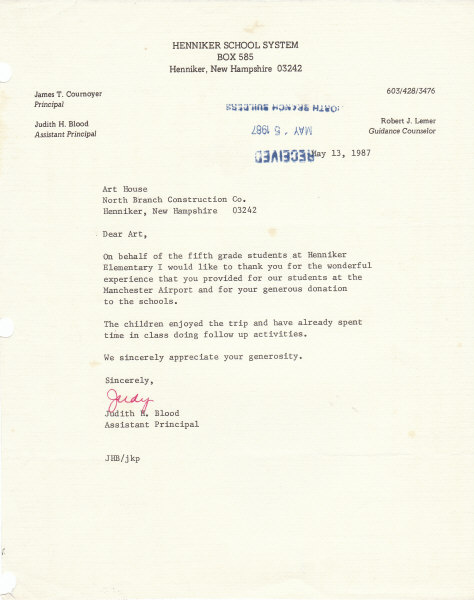 HENNIKER SCHOOL SYSTEM
BOX 585
Henniker, New Hampshire 03242
James T. Cournoyer
Principal
Judith H. Blood
Assistant Principal
603/428/3476
Robert J. Lemer
Guidance Counselor
NORTH BRANCH BUILDERS
MAY 15 1987
RECEIVED
May 13, 1987
Art House
North Branch Construction Co.
Henniker, New Hampshire 03242
Dear Art,
On behalf of the fifth grade students at Henniker
Elementary I would like to thank you for the wonderful
experience that you provided for our students at the
Manchester Airport and for your generous donation
to the schools.
The children enjoyed the trip and have already spent
time in class doing follow up activities.
We sincerely appreciate your generosity.
Sincerely,
Judy
Judith H. Blood
Assistant Principal
JHB/jkp